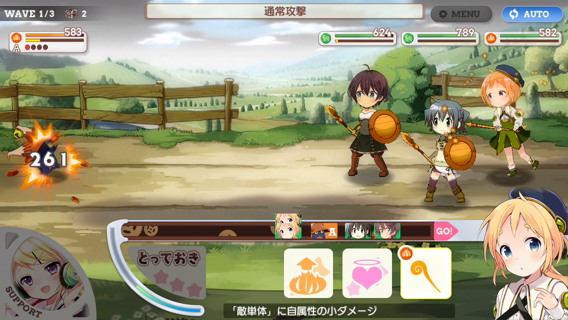 WAVE 1/3
2
通常攻撃
MENU
AUTO
583
A
624
789
582
261
A
GO!
SUPPORT
とっておき
「敵単体」に自属性の小ダメージ